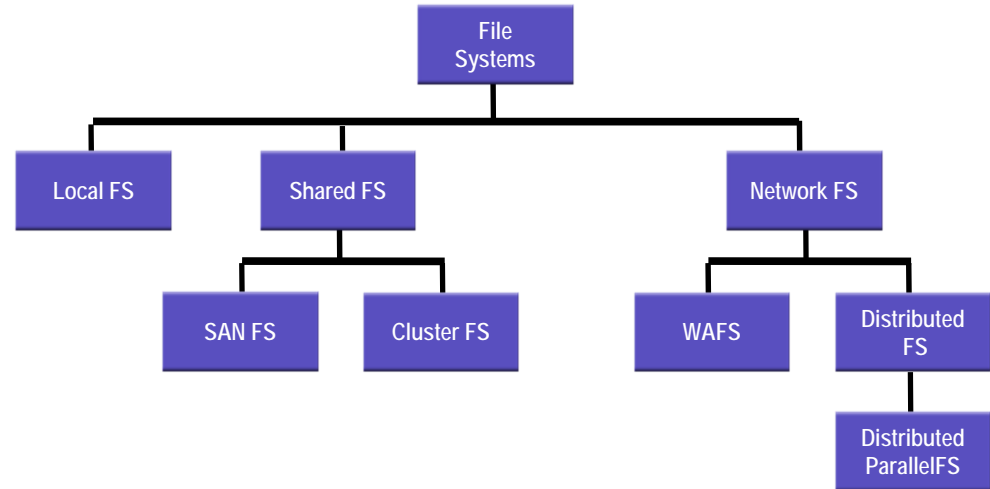 File
Systems
Local FS
Shared FS
Network FS
SAN FS
Cluster FS
WAFS
Distributed
FS
Distributed
ParallelFS